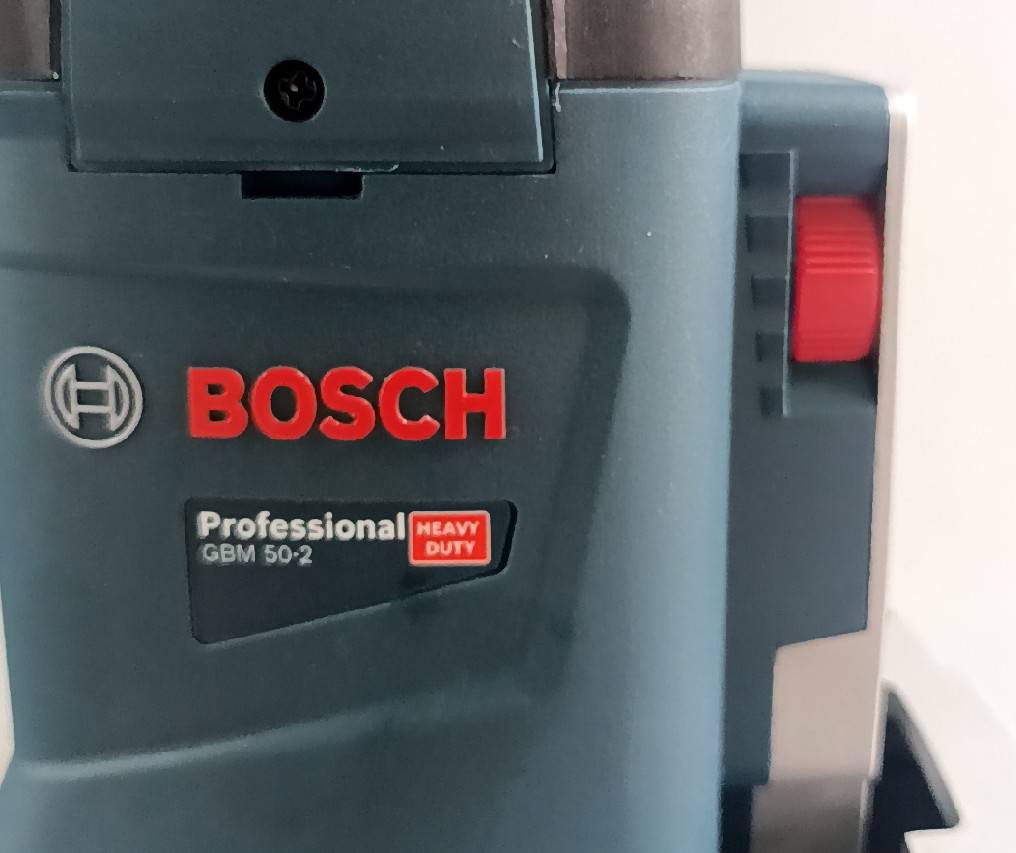 BOSCH
Professional
GBM 50-2
HEAVY
DUTY